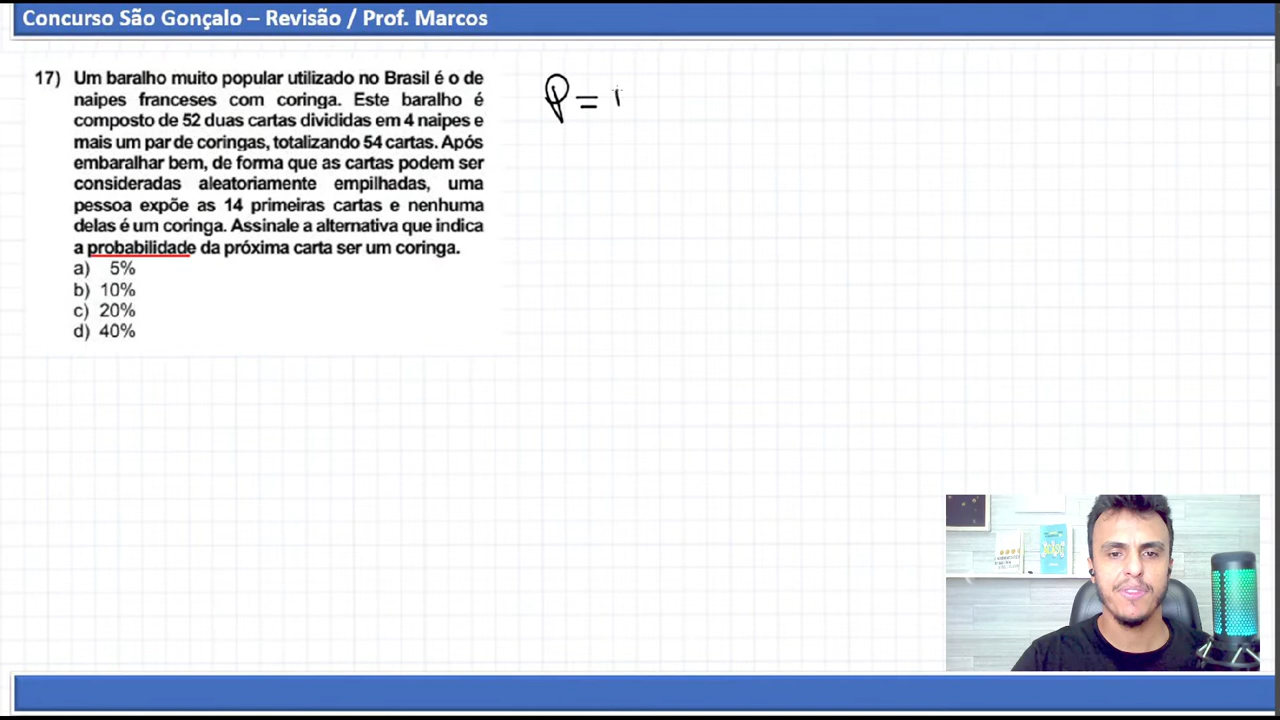 Concurso São Gonçalo – Revisão / Prof. Marcos
17) Um baralho muito popular utilizado no Brasil é o de
naipes franceses com coringa. Este baralho é
composto de 52 duas cartas divididas em 4 naipes e
mais um par de coringas, totalizando 54 cartas. Após
embaralhar bem, de forma que as cartas podem ser
consideradas aleatoriamente empilhadas, uma
pessoa expõe as 14 primeiras cartas e nenhuma
delas é um coringa. Assinale a alternativa que indica
a probabilidade da próxima carta ser um coringa.
a) 5%
b) 10%
c) 20%
d) 40%
P =